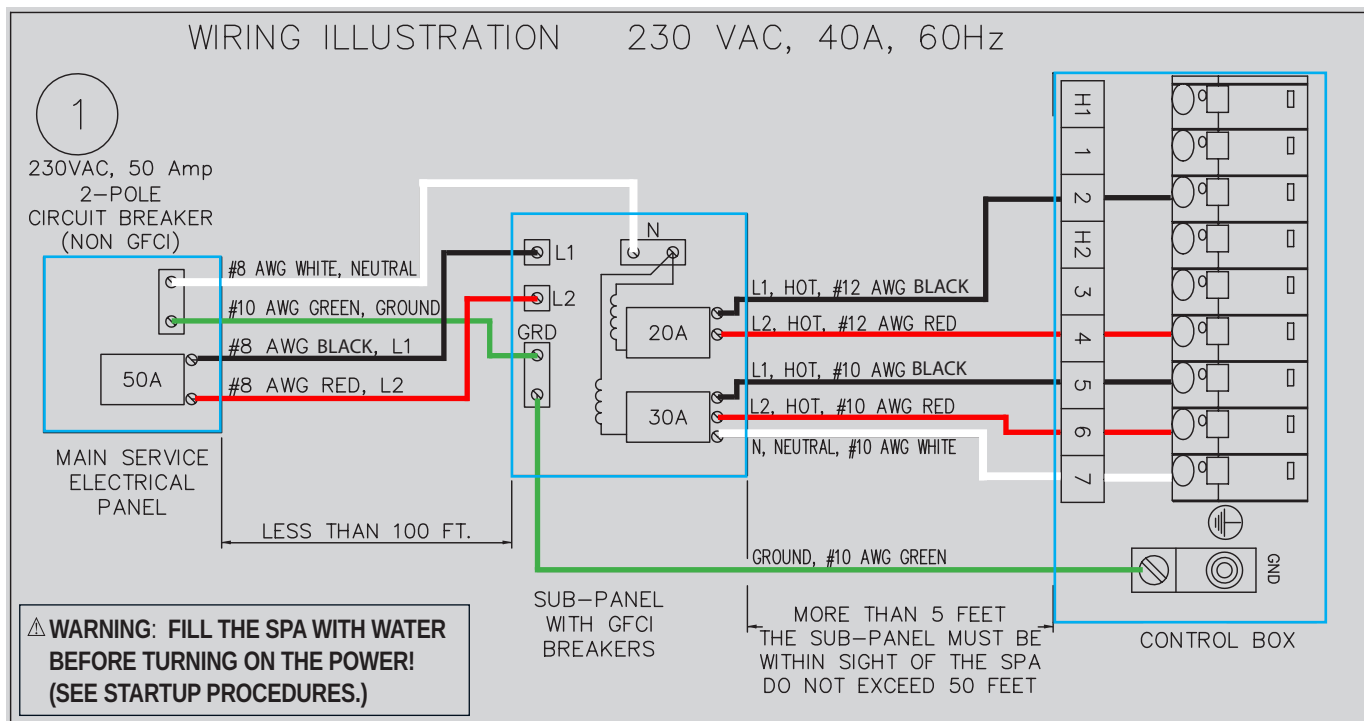 WIRING ILLUSTRATION 230 VAC, 40A, 60Hz
1
230VAC, 50 Amp
2-POLE
CIRCUIT BREAKER
(NON GFCI)
#8 AWG WHITE, NEUTRAL
#10 AWG GREEN, GROUND
#8 AWG BLACK, L1
#8 AWG RED, L2
50A
MAIN SERVICE
ELECTRICAL
PANEL
LESS THAN 100 FT.
N
L1
L2
GRD
20A
30A
SUB-PANEL
WITH GFCI
BREAKERS
L1, HOT, #12 AWG BLACK
L2, HOT, #12 AWG RED
L1, HOT, #10 AWG BLACK
L2, HOT, #10 AWG RED
N, NEUTRAL, #10 AWG WHITE
GROUND, #10 AWG GREEN
MORE THAN 5 FEET
THE SUB-PANEL MUST BE
WITHIN SIGHT OF THE SPA
DO NOT EXCEED 50 FEET
H1
1
2
H2
3
4
5
6
7
GND
CONTROL BOX
⚠ WARNING: FILL THE SPA WITH WATER
BEFORE TURNING ON THE POWER!
(SEE STARTUP PROCEDURES.)